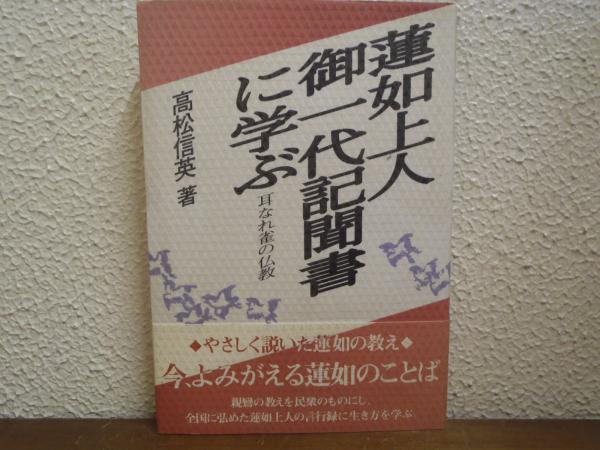 蓮如上人
御一代記聞書
に学ぶ
耳なれ雀の仏教
高松信英 著
◆やさしく説いた蓮如の教え◆
今、よみがえる蓮如のことば
親鸞の教えを民衆のものにし、
全国に弘めた蓮如上人の言行録に生き方を学ぶ。